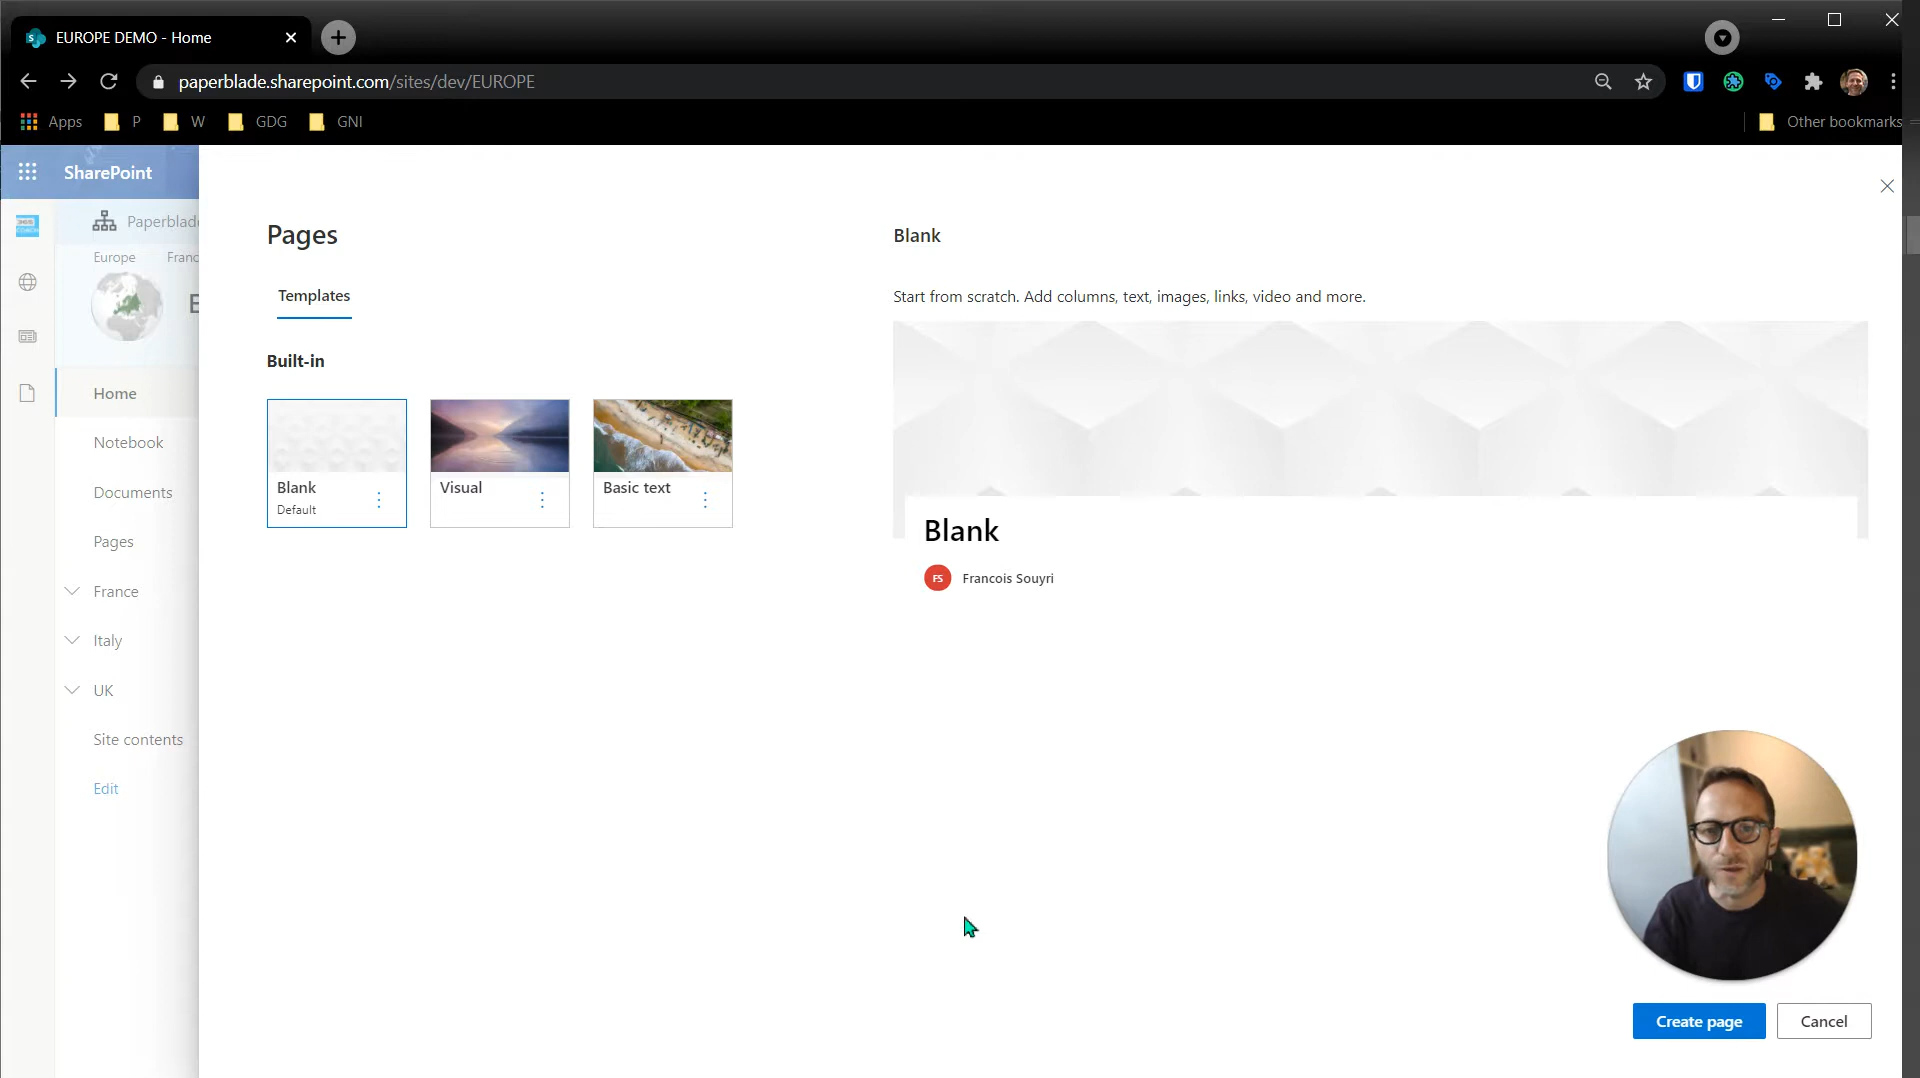 EUROPE DEMO - Home
paperblade.sharepoint.com/sites/dev/EUROPE
Apps
P
W
GDG
GNI
Other bookmarks
SharePoint
Paperblade
Europe
Franc
E
Home
Notebook
Documents
Pages
France
Italy
UK
Site contents
Edit
Pages
Templates
Built-in
Blank
Default
Visual
Basic text
Blank
Start from scratch. Add columns, text, images, links, video and more.
Blank
FS
Francois Souyri
Create page
Cancel